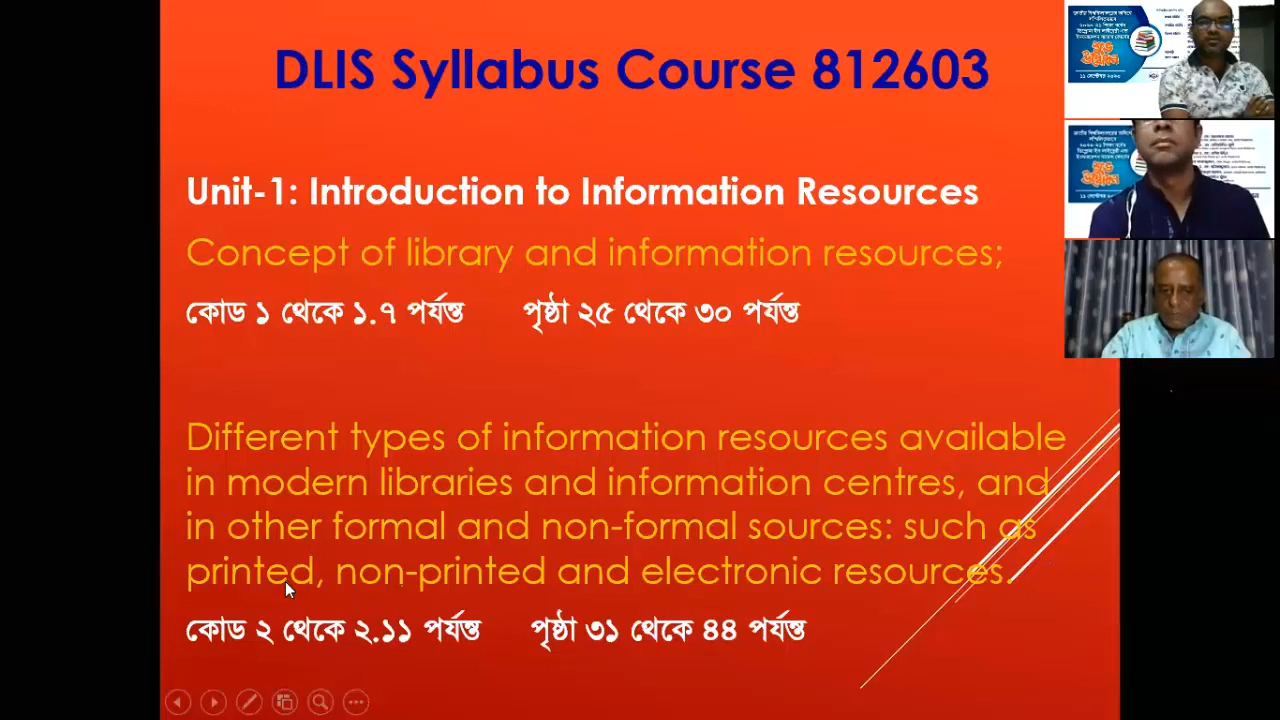 DLIS Syllabus Course 812603
Unit-1: Introduction to Information Resources
Concept of library and information resources;
কোড ১ থেকে ১.৭ পর্যন্ত পৃষ্ঠা ২৫ থেকে ৩০ পর্যন্ত
Different types of information resources available
in modern libraries and information centres, and
in other formal and non-formal sources: such as
printed, non-printed and electronic resources.
কোড ২ থেকে ২.১১ পর্যন্ত পৃষ্ঠা ৩১ থেকে ৪৪ পর্যন্ত